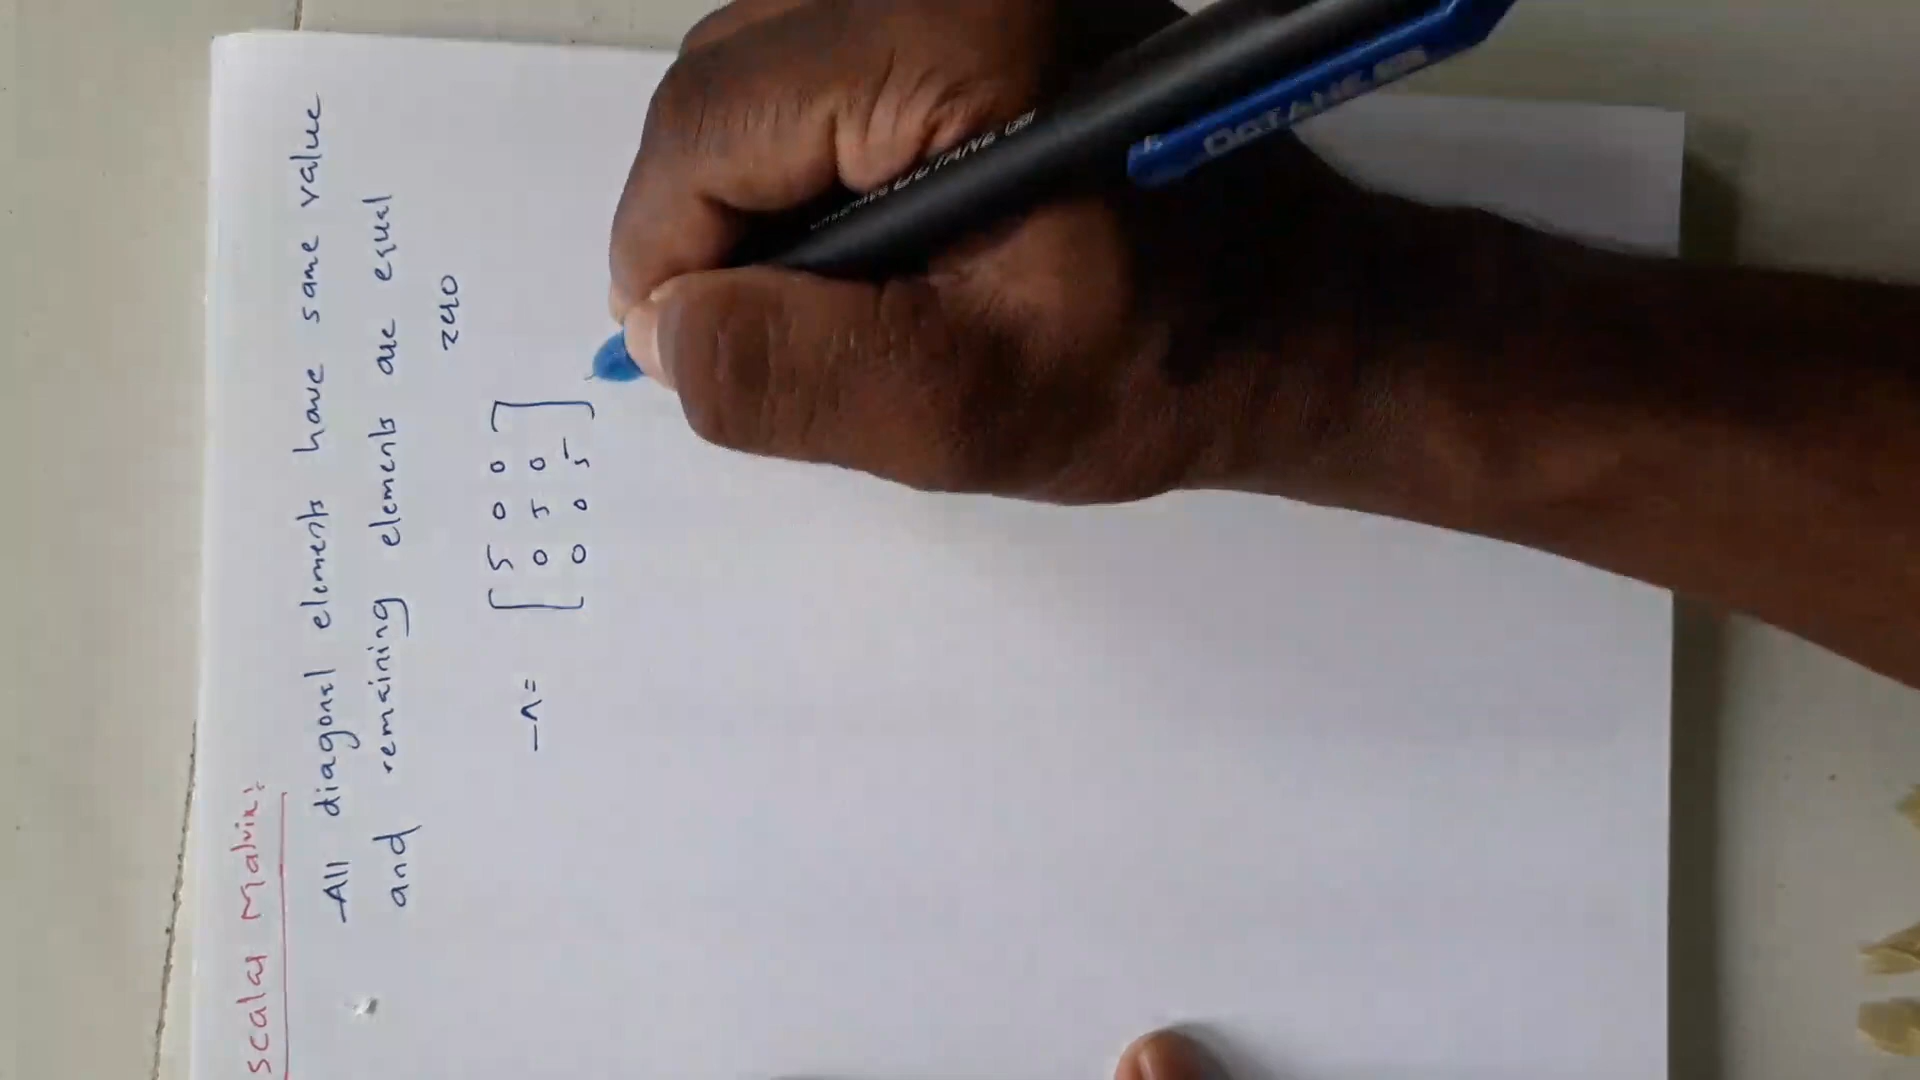 scalar Matrix:
All diagonal elements have same value
and remaining elements are equal
zero
A =
5 0 0
0 5 0
0 0 5
OCTANE